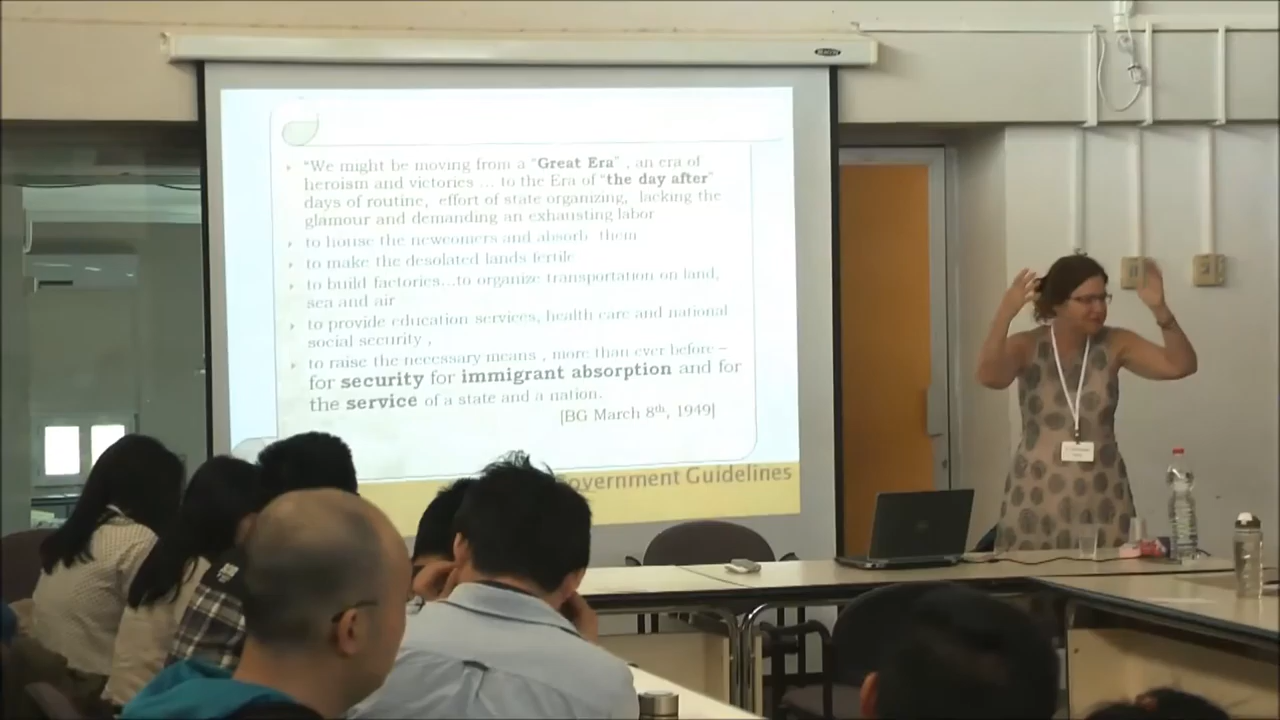 "We might be moving from a "Great Era" , an era of
heroism and victories ... to the Era of "the day after"
days of routine, effort of state organizing, lacking the
glamour and demanding an exhausting labor
to house the newcomers and absorb them
to make the desolated lands fertile
to build factories...to organize transportation on land,
sea and air
to provide education services, health care and national
social security ,
to raise the necessary means , more than ever before –
for security for immigrant absorption and for
the service of a state and a nation.
[BG March 8th, 1949]
overnment Guidelines